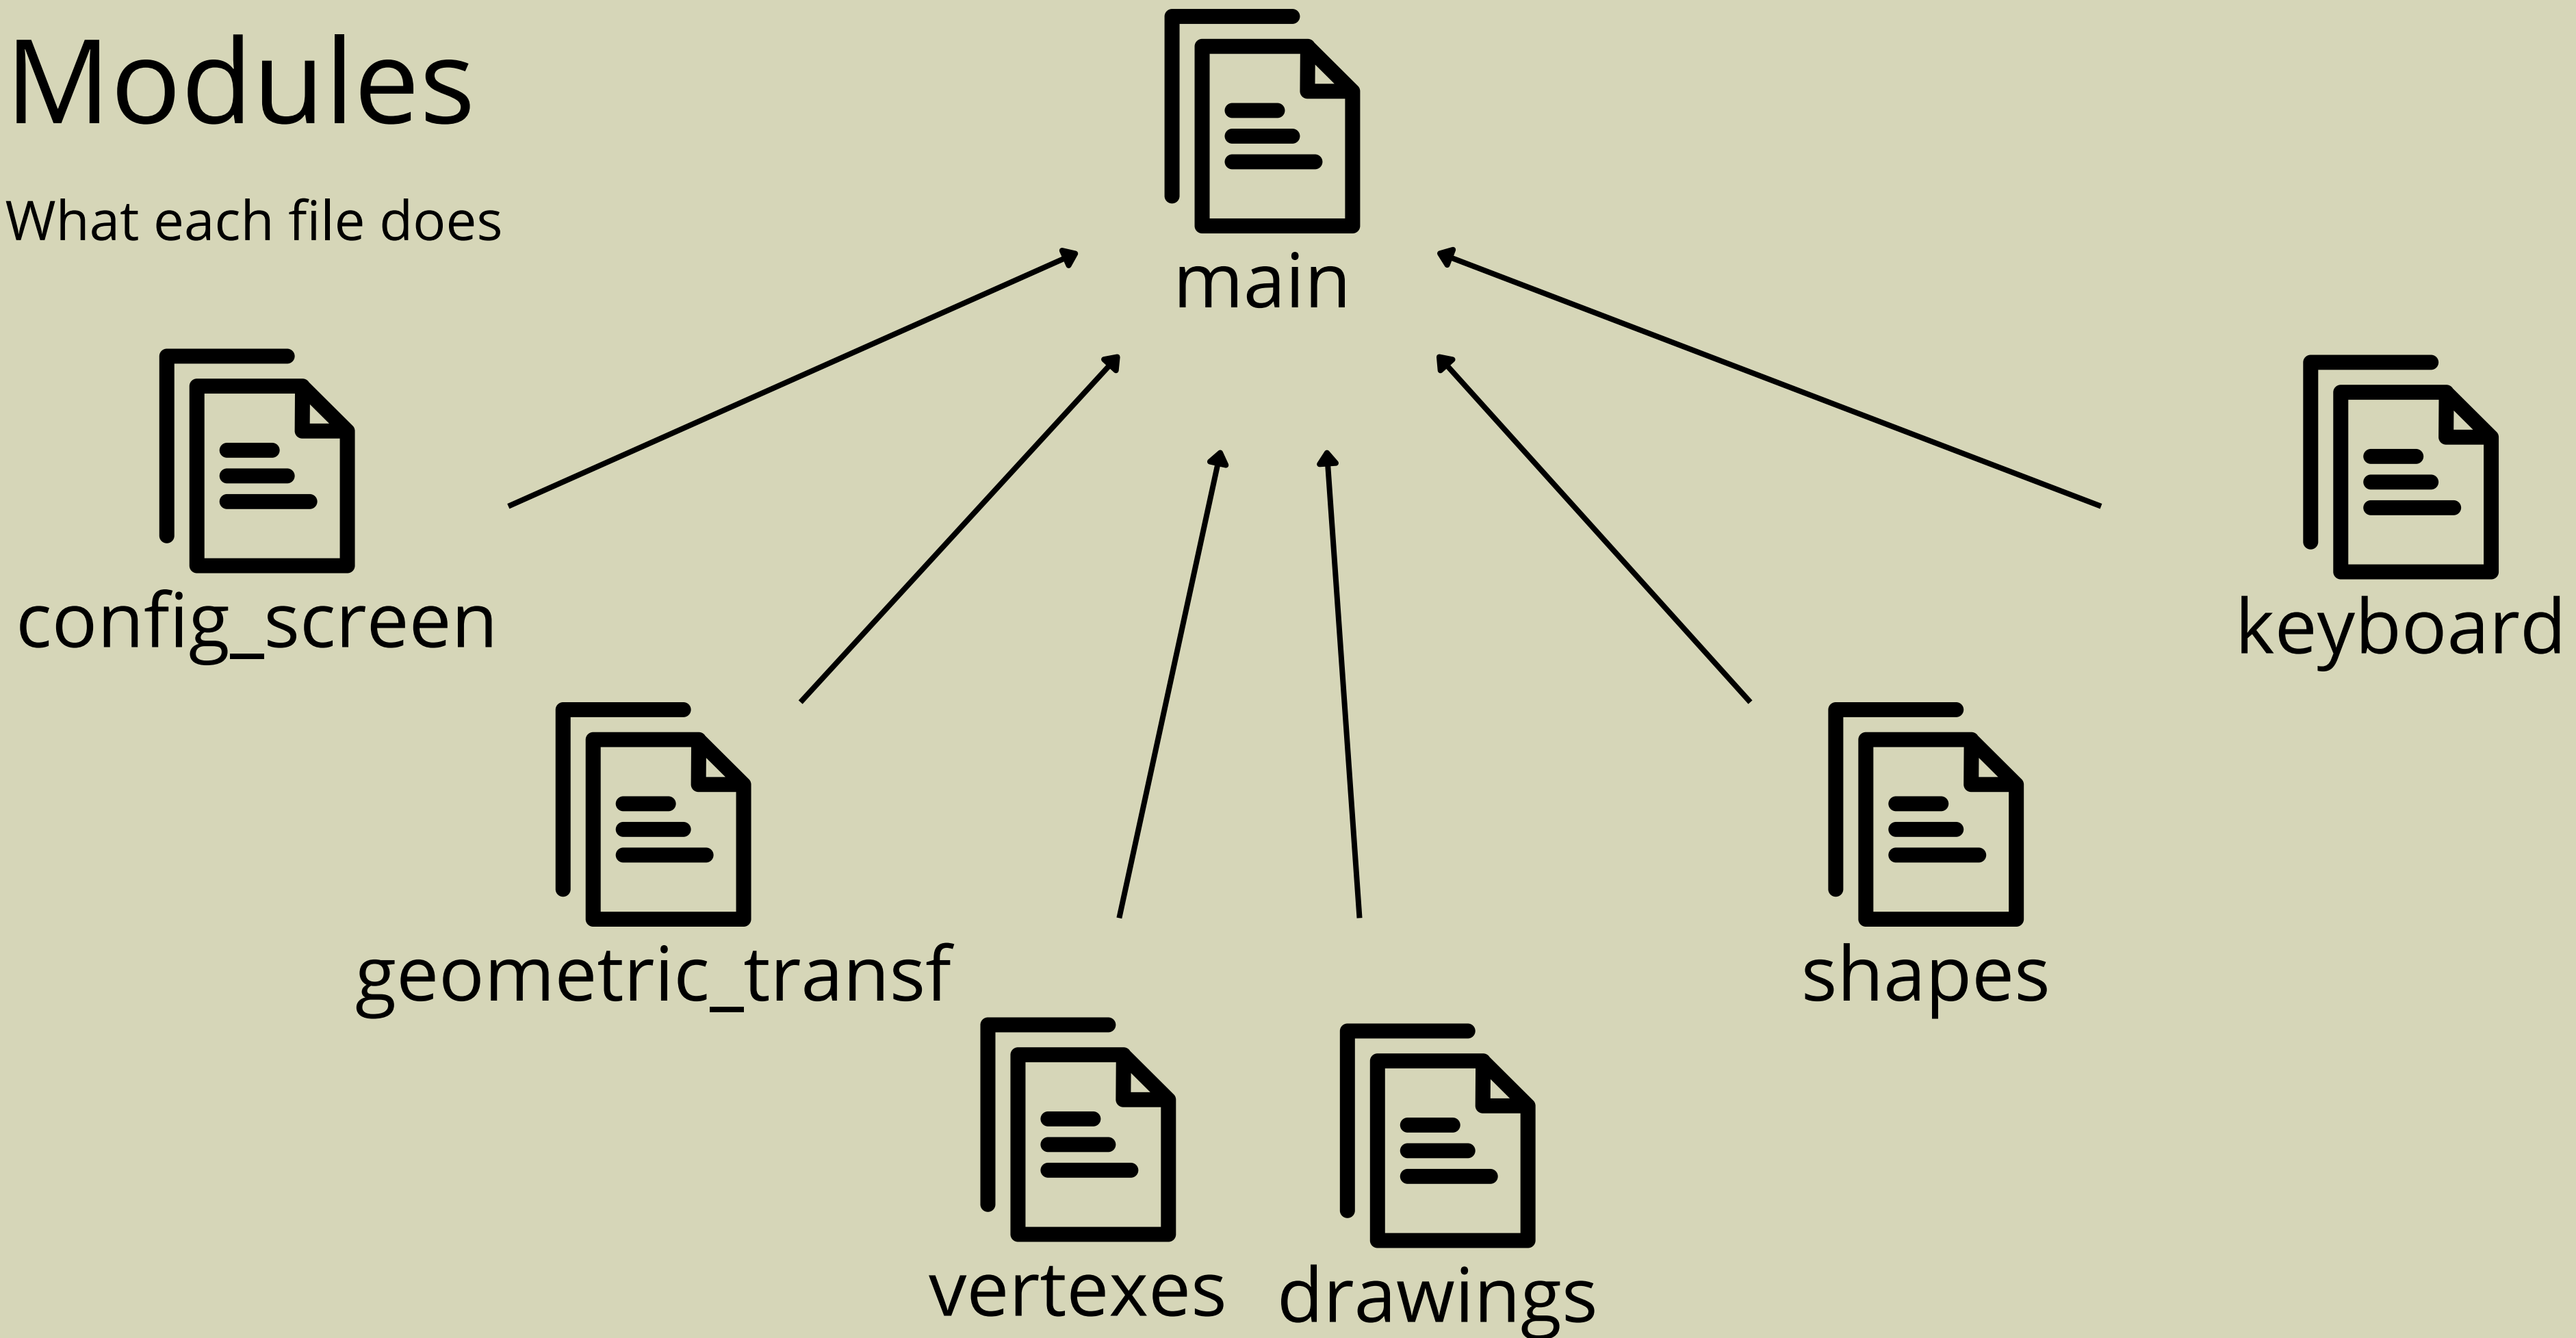 Modules
What each file does
main
config_screen
keyboard
geometric_transf
shapes
vertexes
drawings